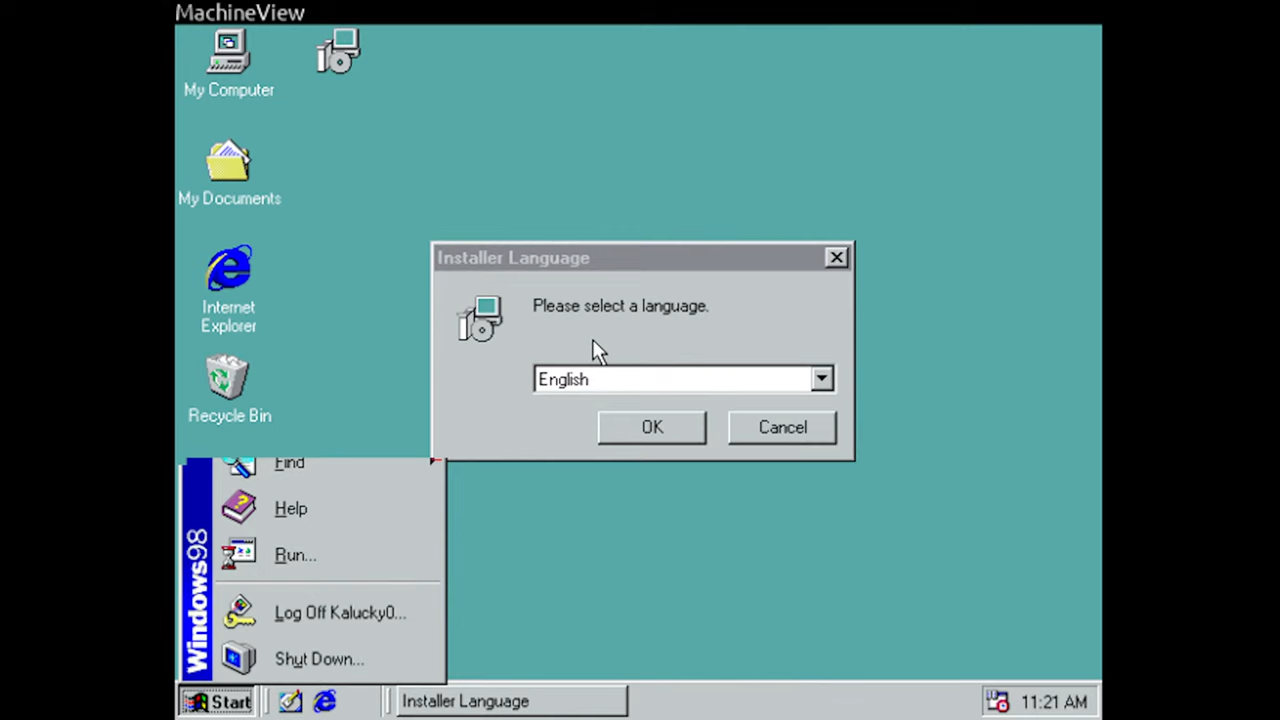 MachineView
My Computer
My Documents
Internet
Explorer
Recycle Bin
Installer Language
Please select a language.
English
OK
Cancel
Find
Help
Run...
Log Off Kalucky0...
Shut Down...
Windows98
Start
Installer Language
11:21 AM